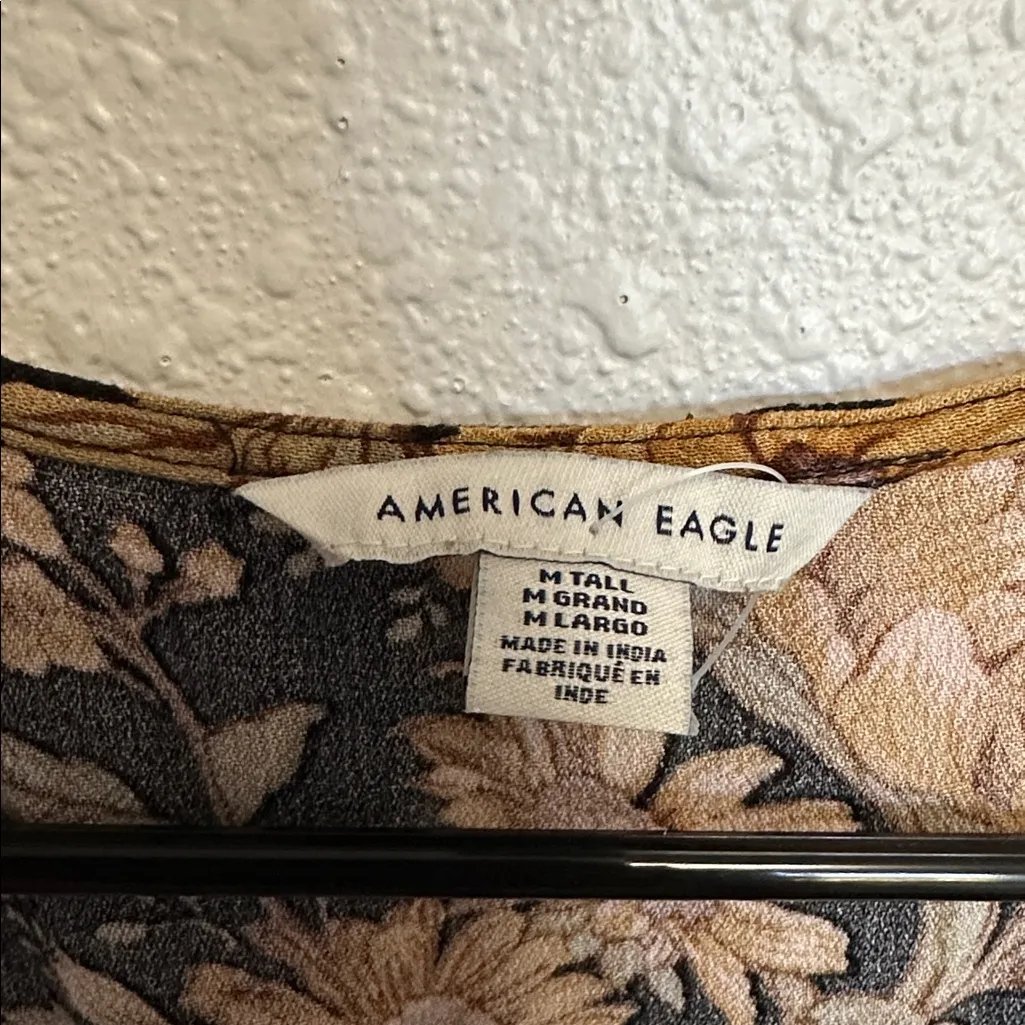 AMERICAN EAGLE
M TALL
M GRAND
M LARGO
MADE IN INDIA
FABRIQUÉ EN
INDE